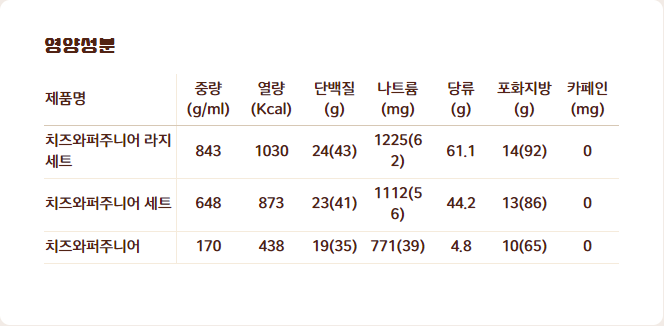 영양성분
제품명 중량 열량 단백질 나트륨 당류 포화지방 카페인
(g/ml) (Kcal) (g) (mg) (g) (g) (mg)
치즈와퍼주니어 라지 843 1030 24(43) 1225(6 61.1 14(92) 0
세트 2)
치즈와퍼주니어 세트 648 873 23(41) 1112(5 44.2 13(86) 0
6)
치즈와퍼주니어 170 438 19(35) 771(39) 4.8 10(65) 0